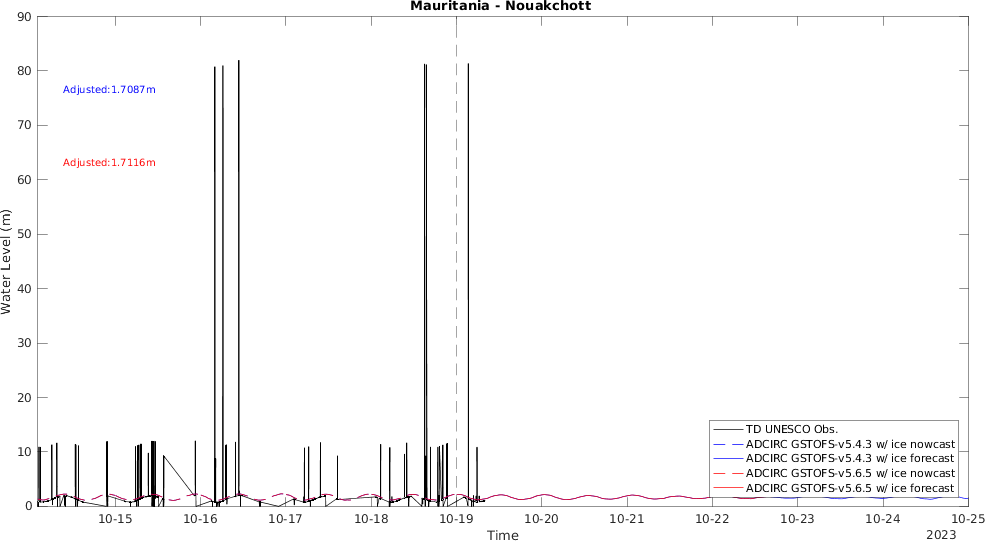 Mauritania - Nouakchott
90
80
70
60
50
40
30
20
10
0
Water Level (m)
Adjusted:1.7087m
Adjusted:1.7116m
TD UNESCO Obs.
ADCIRC GSTOFS-v5.4.3 w/ ice nowcast
ADCIRC GSTOFS-v5.4.3 w/ ice forecast
ADCIRC GSTOFS-v5.6.5 w/ ice nowcast
ADCIRC GSTOFS-v5.6.5 w/ ice forecast
10-15 10-16 10-17 10-18 10-19 10-20 10-21 10-22 10-23 10-24 10-25
Time
2023